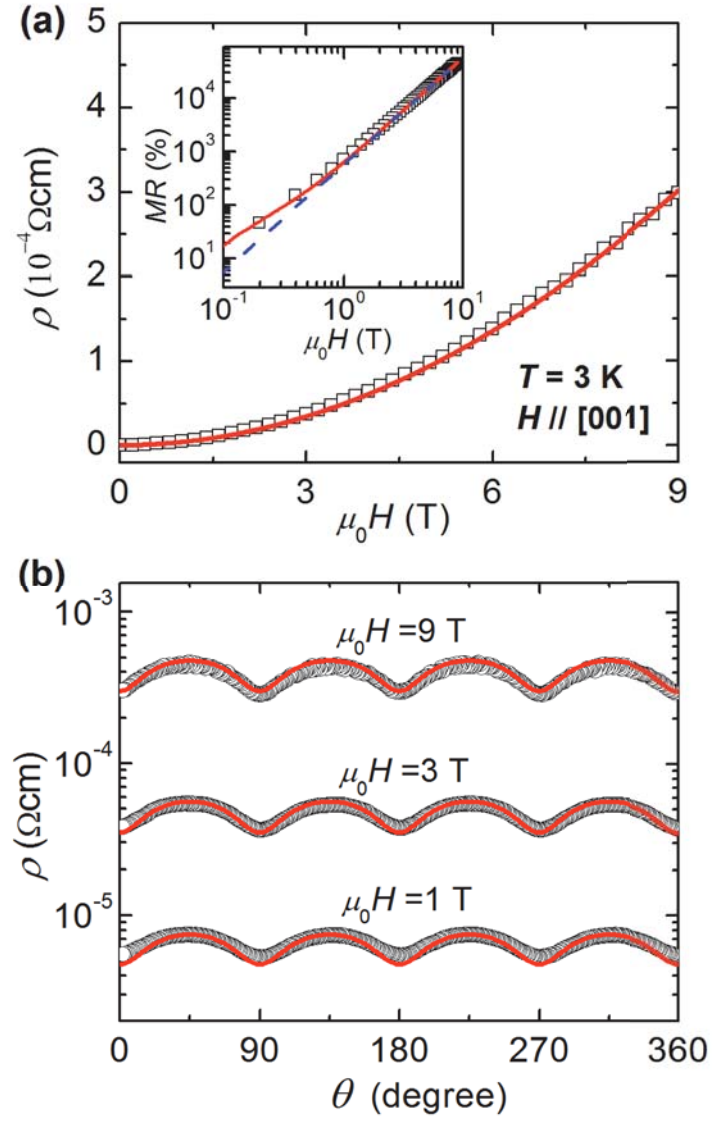 (a)
5
4
3
2
1
0
ρ (10⁻⁴Ωcm)
10⁴
10³
10²
10¹
MR (%)
10⁻¹ 10⁰ 10¹
μ₀H (T)
T = 3 K
H // [001]
0 3 6 9
μ₀H (T)
(b)
10⁻³
10⁻⁴
10⁻⁵
ρ (Ωcm)
μ₀H =9 T
μ₀H =3 T
μ₀H =1 T
0 90 180 270 360
θ (degree)